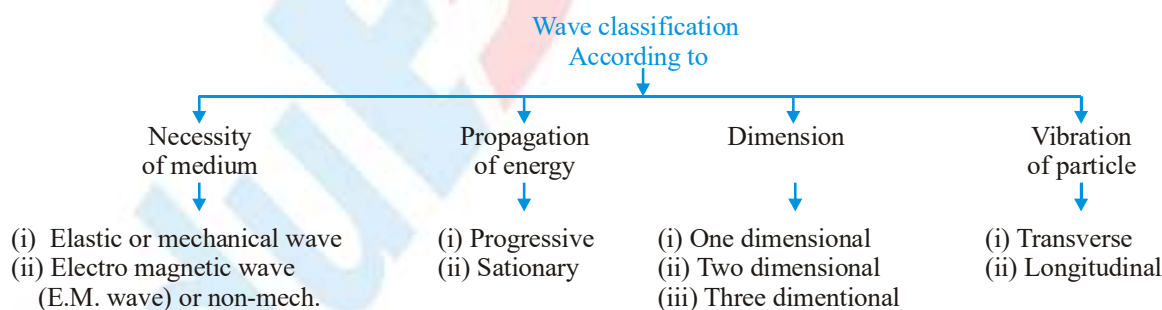 Wave classification
According to
Necessity
of medium
(i) Elastic or mechanical wave
(ii) Electro magnetic wave
(E.M. wave) or non-mech.
Propagation
of energy
(i) Progressive
(ii) Sationary
Dimension
(i) One dimensional
(ii) Two dimensional
(iii) Three dimentional
Vibration
of particle
(i) Transverse
(ii) Longitudinal